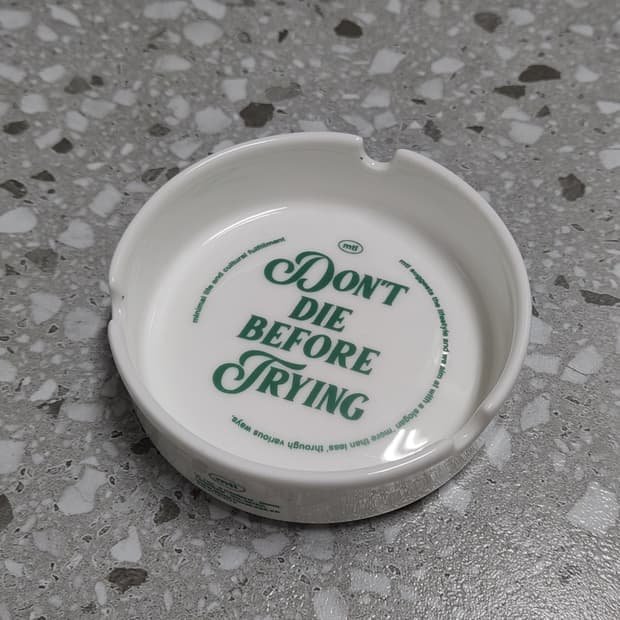 mtl
DON'T
DIE
BEFORE
TRYING
minimal life and cultural fulfillment
mtl suggests the lifestyle and we aim at with a slogan 'more than less' through various ways.
mtl